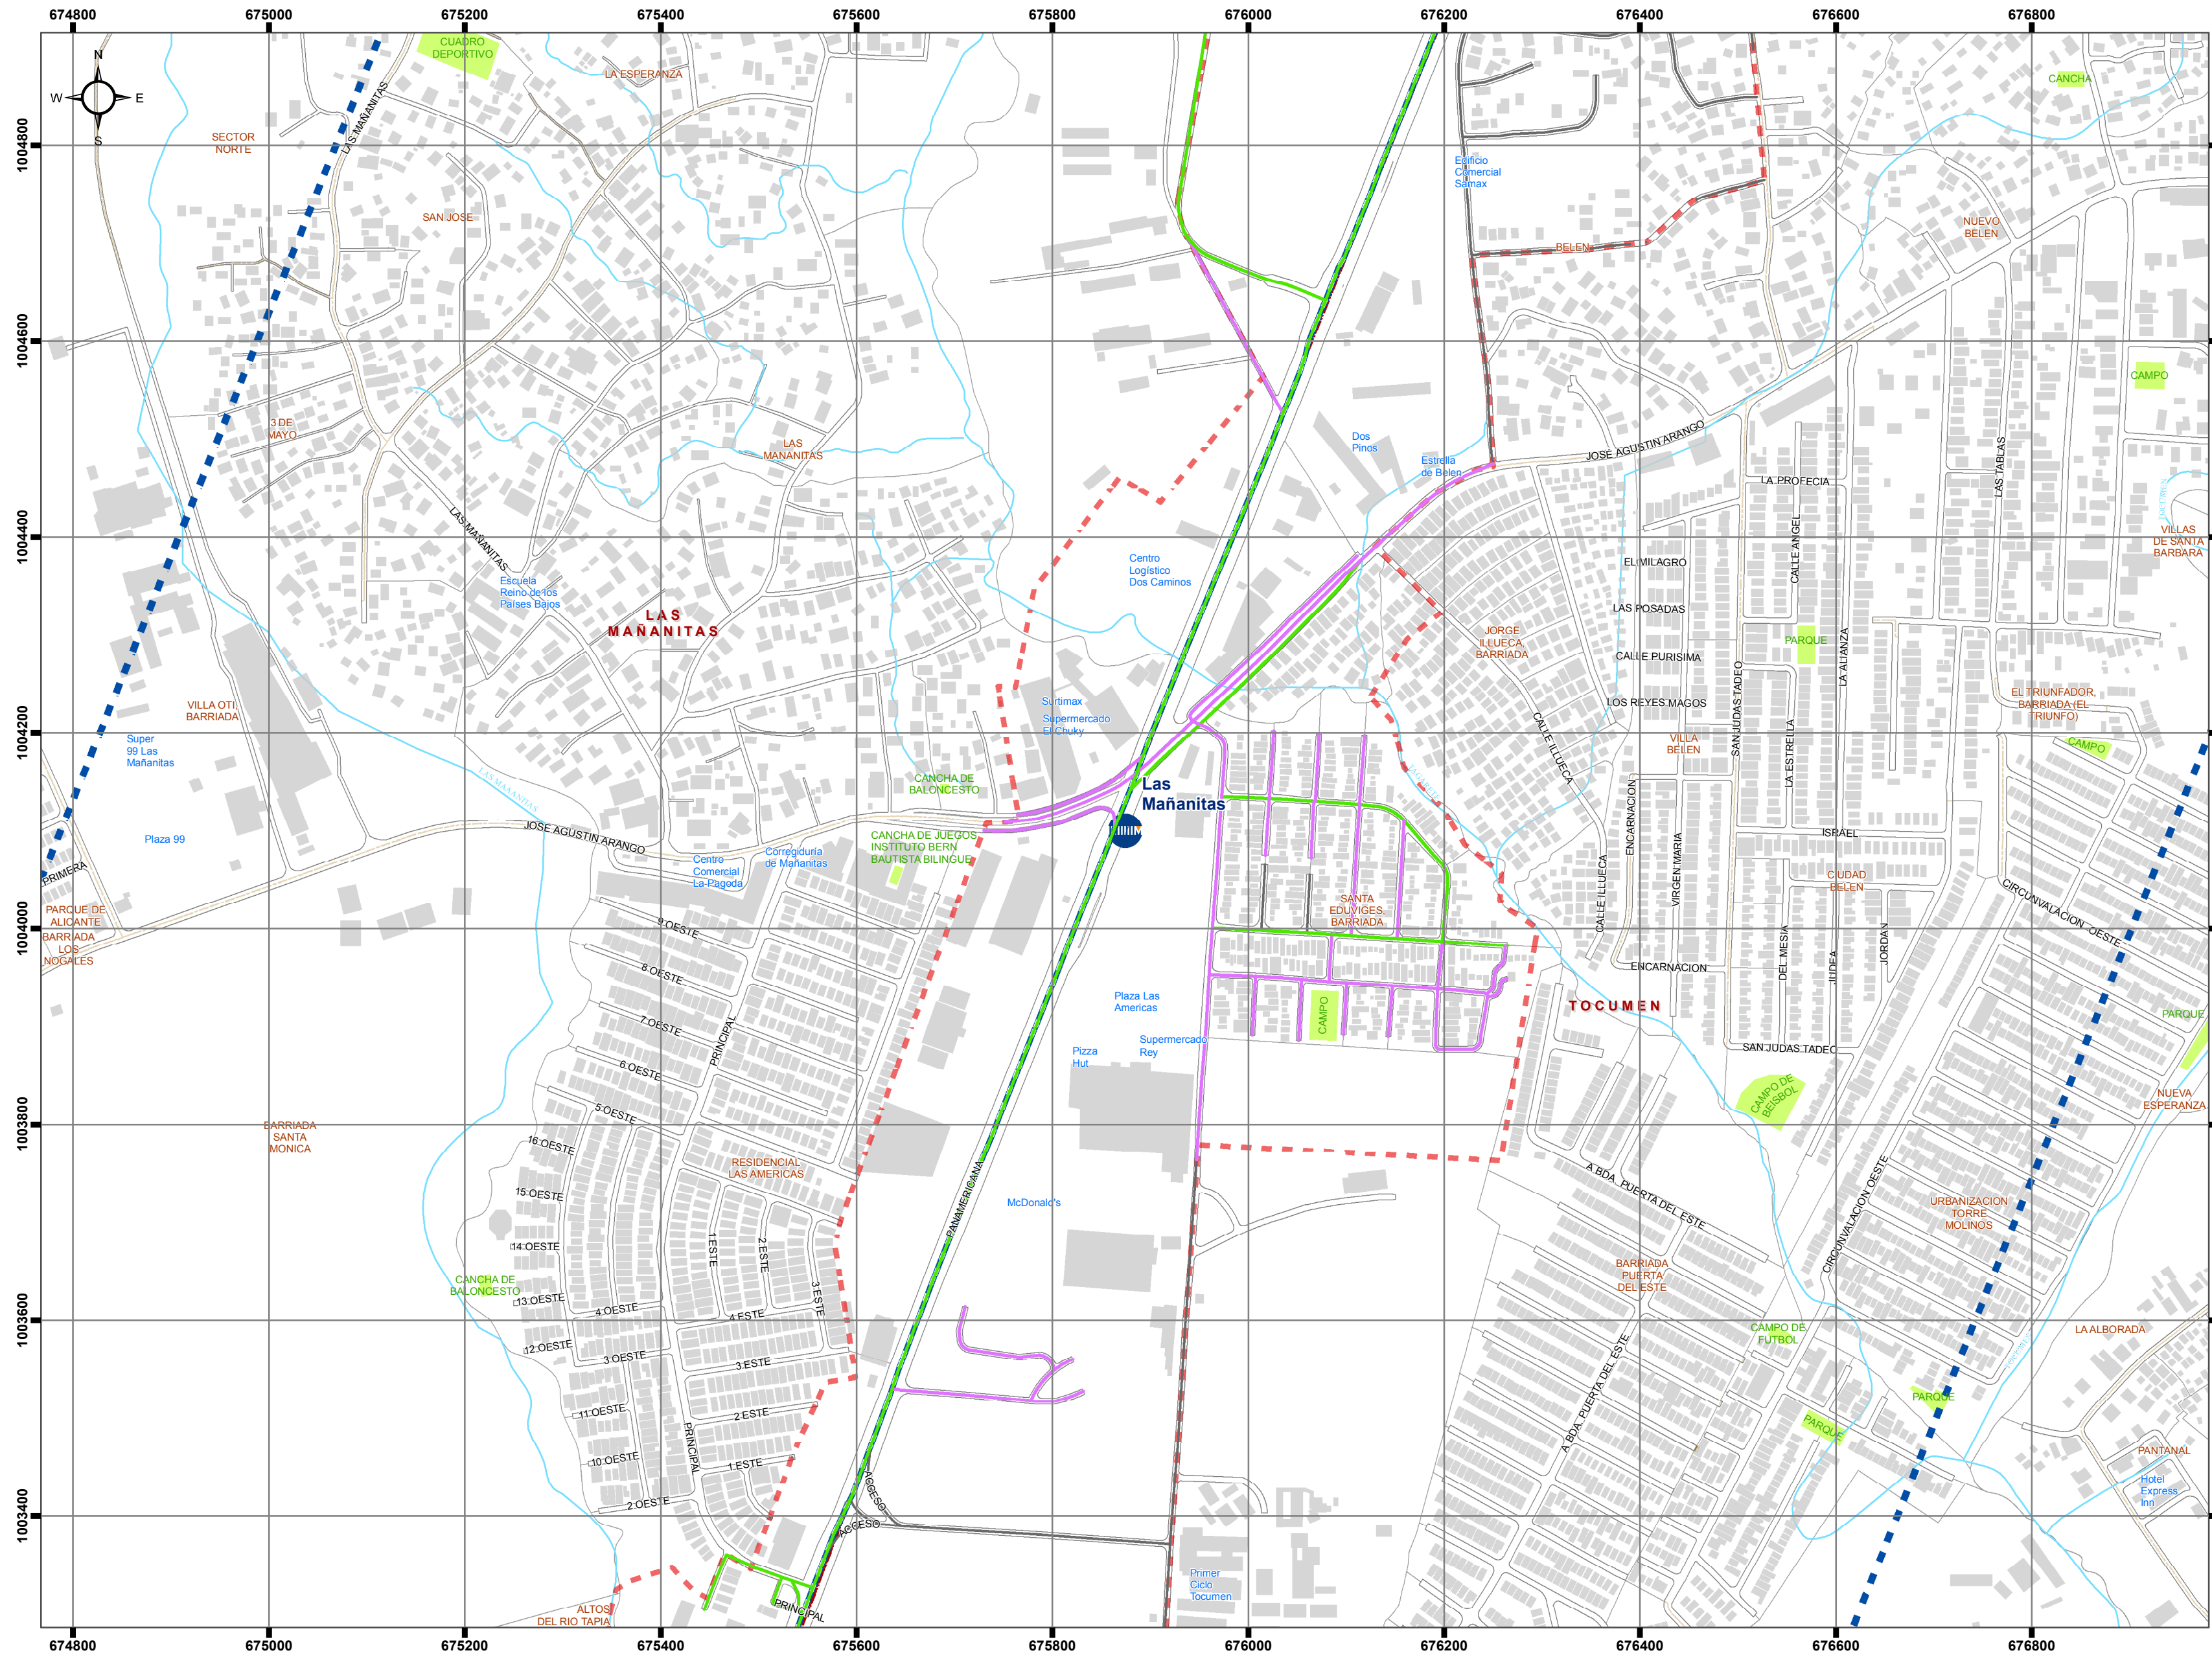 674800 675000 675200 675400 675600 675800 676000 676200 676400 676600 676800
N
W E
S
CUADRO
DEPORTIVO
LA ESPERANZA
CANCHA
LAS MAÑANITAS
1004800
SECTOR
NORTE
SAN JOSE
Edificio
Comercial
Samax
BELEN
NUEVO
BELEN
1004600
CAMPO
3 DE
MAYO
LAS
MAÑANITAS
Dos
Pinos
Estrella
de Belen
JOSE AGUSTIN ARANGO
LA PROFECIA
LAS TABLAS
TOCUMEN
LAS MAÑANITAS
1004400
Centro
Logístico
Dos Caminos
EL MILAGRO
CALLE ANGEL
VILLAS
DE SANTA
BARBARA
Escuela
Reino de los
Países Bajos
LAS
MAÑANITAS
LAS POSADAS
JORGE
ILLUECA,
BARRIADA
PARQUE
LA ALIANZA
CALLE PURISIMA
LOS REYES MAGOS
SAN JUDAS TADEO
VILLA OTI,
BARRIADA
Surtimax
Supermercado
El Chuky
EL TRIUNFADOR,
BARRIADA (EL
TRIUNFO)
1004200
Super
99 Las
Mañanitas
CALLE ILLUECA
VILLA
BELEN
LA ESTRELLA
CAMPO
CANCHA DE
BALONCESTO
Las
Mañanitas
Plaza 99
JOSE AGUSTIN ARANGO
CANCHA DE JUEGOS,
INSTITUTO BERN
BAUTISTA BILINGUE
ENCARNACION
VIRGEN MARIA
ISRAEL
PRIMERA
Centro
Comercial
La Pagoda
Corregiduría
de Mañanitas
CALLE ILLUECA
CIUDAD
BELEN
CIRCUNVALACION OESTE
PARQUE DE
ALICANTE
BARRIADA
LOS
NOGALES
1004000
9 OESTE
SANTA
EDUVIGES,
BARRIADA
8 OESTE
ENCARNACION
DEL MESIA
JUDEA
JORDAN
7 OESTE
PRINCIPAL
Plaza Las
Americas
CAMPO
TOCUMEN
PARQUE
6 OESTE
Pizza
Hut
Supermercado
Rey
SAN JUDAS TADEO
5 OESTE
CAMPO DE
BEISBOL
NUEVA
ESPERANZA
1003800
BARRIADA
SANTA
MONICA
16 OESTE
RESIDENCIAL
LAS AMERICAS
A BDA. PUERTA DEL ESTE
15 OESTE
PANAMERICANA
McDonald's
CIRCUNVALACION OESTE
URBANIZACION
TORRE
MOLINOS
14 OESTE
1 ESTE
2 ESTE
3 ESTE
BARRIADA
PUERTA
DEL ESTE
CANCHA DE
BALONCESTO
13 OESTE
4 OESTE
4 ESTE
1003600
12 OESTE
3 OESTE
3 ESTE
CAMPO DE
FUTBOL
LA ALBORADA
A BDA. PUERTA DEL ESTE
11 OESTE
2 ESTE
PRINCIPAL
PARQUE
PARQUE
10 OESTE
1 ESTE
PANTANAL
Hotel
Express
Inn
1003400
2 OESTE
ACCESO
ACCESO
Primer
Ciclo
Tocumen
ALTOS
DEL RIO TAPIA
PRINCIPAL
674800 675000 675200 675400 675600 675800 676000 676200 676400 676600 676800